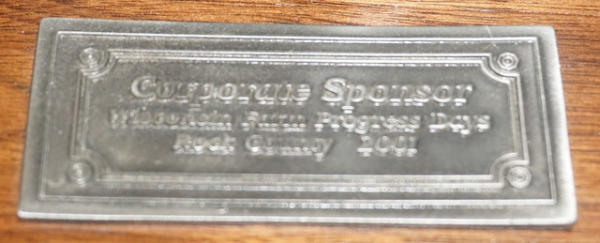 Corporate Sponsor
Wisconsin Farm Progress Days
Rock County 2001